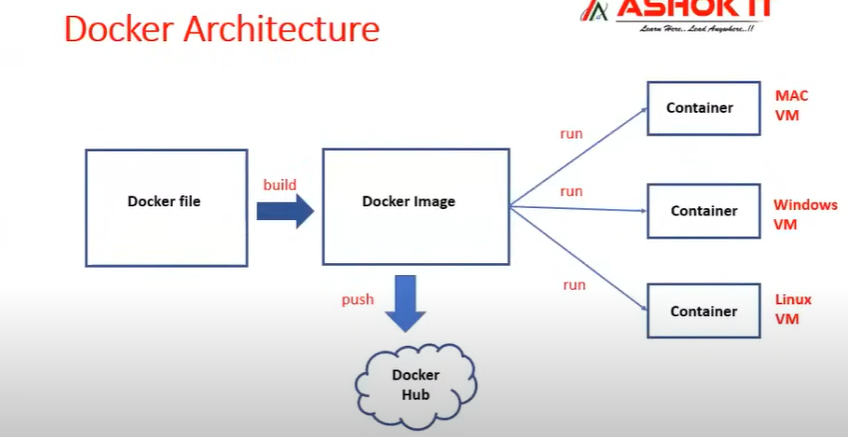 ASHOK IT
Learn Here.. Lead Anywhere..!!
Docker Architecture
Docker file
build
Docker Image
run
run
run
Container
MAC
VM
Container
Windows
VM
Container
Linux
VM
push
Docker
Hub